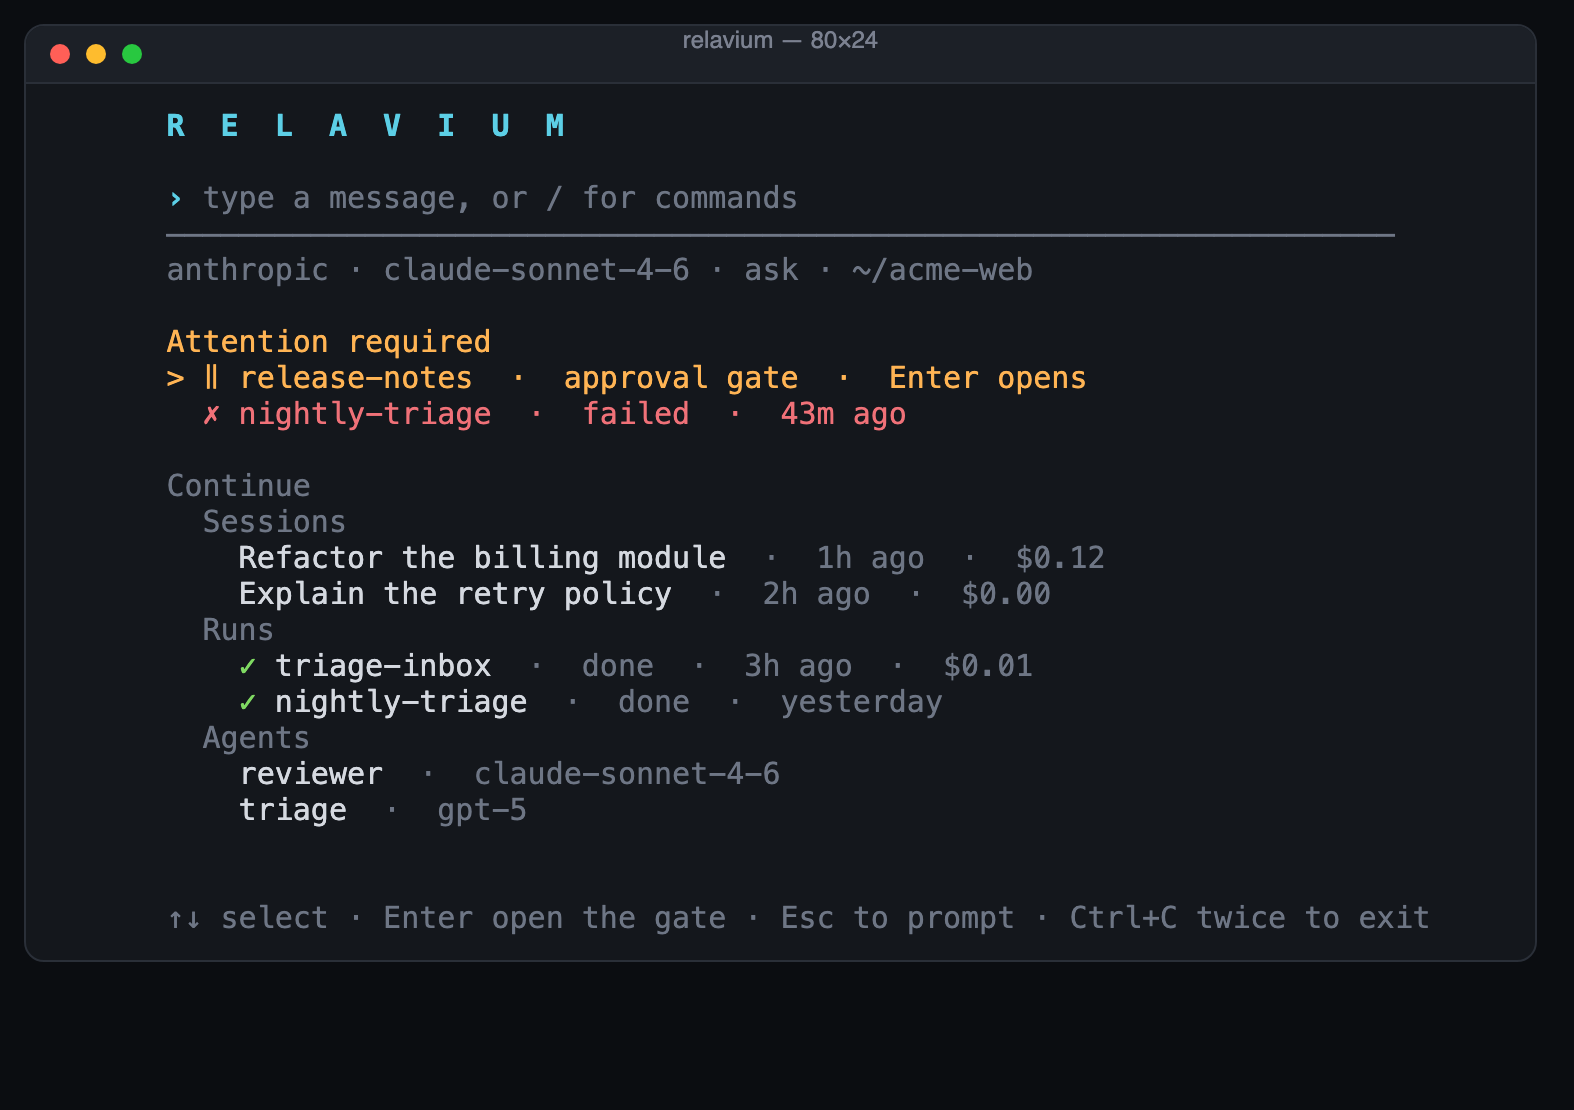 relavium — 80×24
R E L A V I U M
› type a message, or / for commands
anthropic · claude-sonnet-4-6 · ask · ~/acme-web
Attention required
> ‖ release-notes · approval gate · Enter opens
✗ nightly-triage · failed · 43m ago
Continue
Sessions
Refactor the billing module · 1h ago · $0.12
Explain the retry policy · 2h ago · $0.00
Runs
✓ triage-inbox · done · 3h ago · $0.01
✓ nightly-triage · done · yesterday
Agents
reviewer · claude-sonnet-4-6
triage · gpt-5
↑↓ select · Enter open the gate · Esc to prompt · Ctrl+C twice to exit